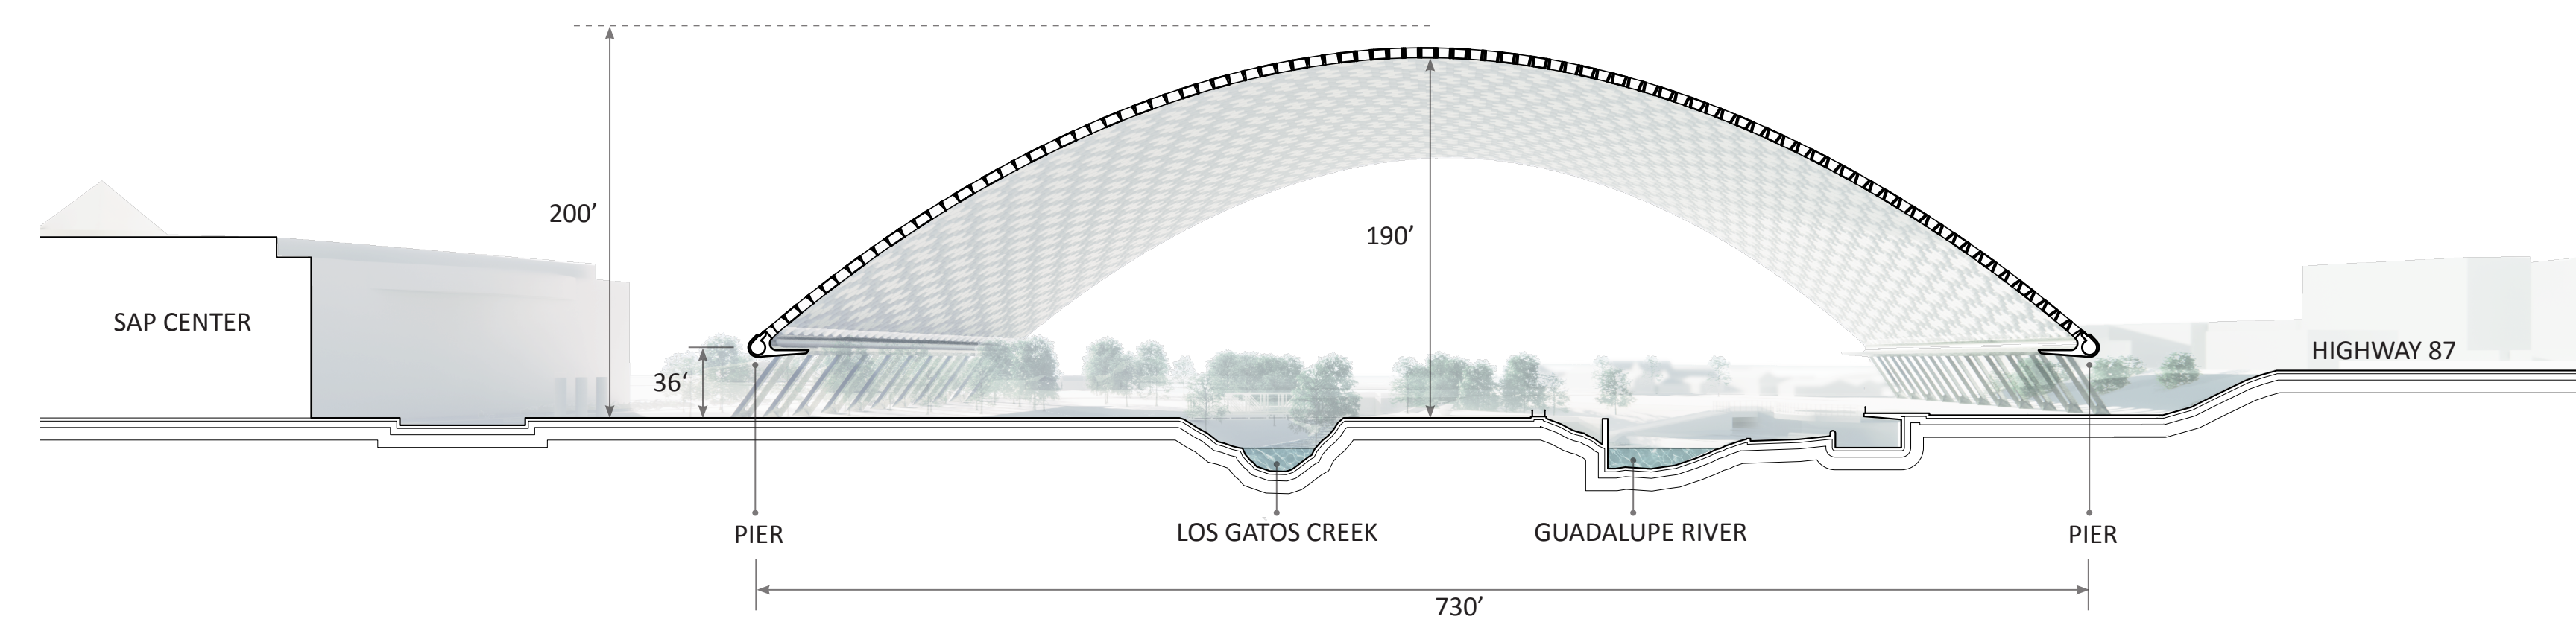 200’
190’
SAP CENTER
HIGHWAY 87
36‘
PIER
LOS GATOS CREEK
GUADALUPE RIVER
PIER
730’